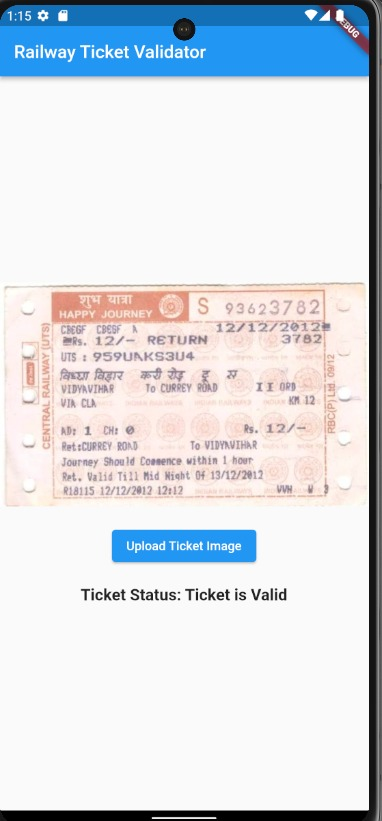 1:15
DEBUG
Railway Ticket Validator
शुभ यात्रा
HAPPY JOURNEY
S 93623782
CBEGF CBEGF A 12/12/2012
Rs. 12/- RETURN 3782
UTS : 959UNKS3U4
विद्या विहार करी रोड़ टू स
VIDYAVIHAR To CURREY ROAD II ORD
VIA CLA KM 12
AD: 1 CH: 0 Rs. 12/-
Ret:CURREY ROAD To VIDYAVIHAR
Journey Should Commence within 1 hour
Ret. Valid Till Mid Night Of 13/12/2012
R18115 12/12/2012 12:12 VVH W 3
CENTRAL RAILWAY (UTS)
RBC(P) Ltd. 09/12
Upload Ticket Image
Ticket Status: Ticket is Valid